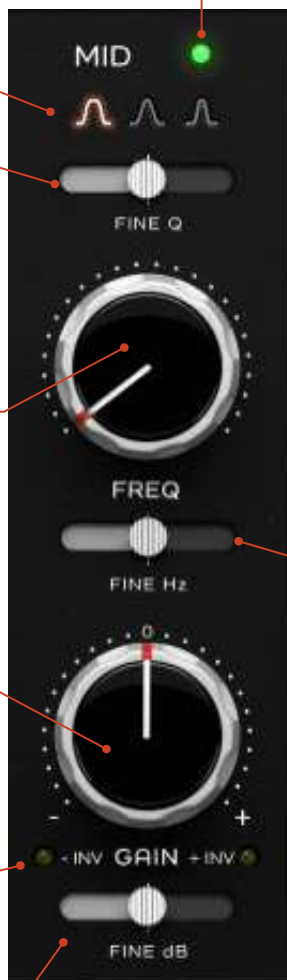 MID
FINE Q
FREQ
FINE Hz
0
- +
<INV GAIN +INV
FINE dB